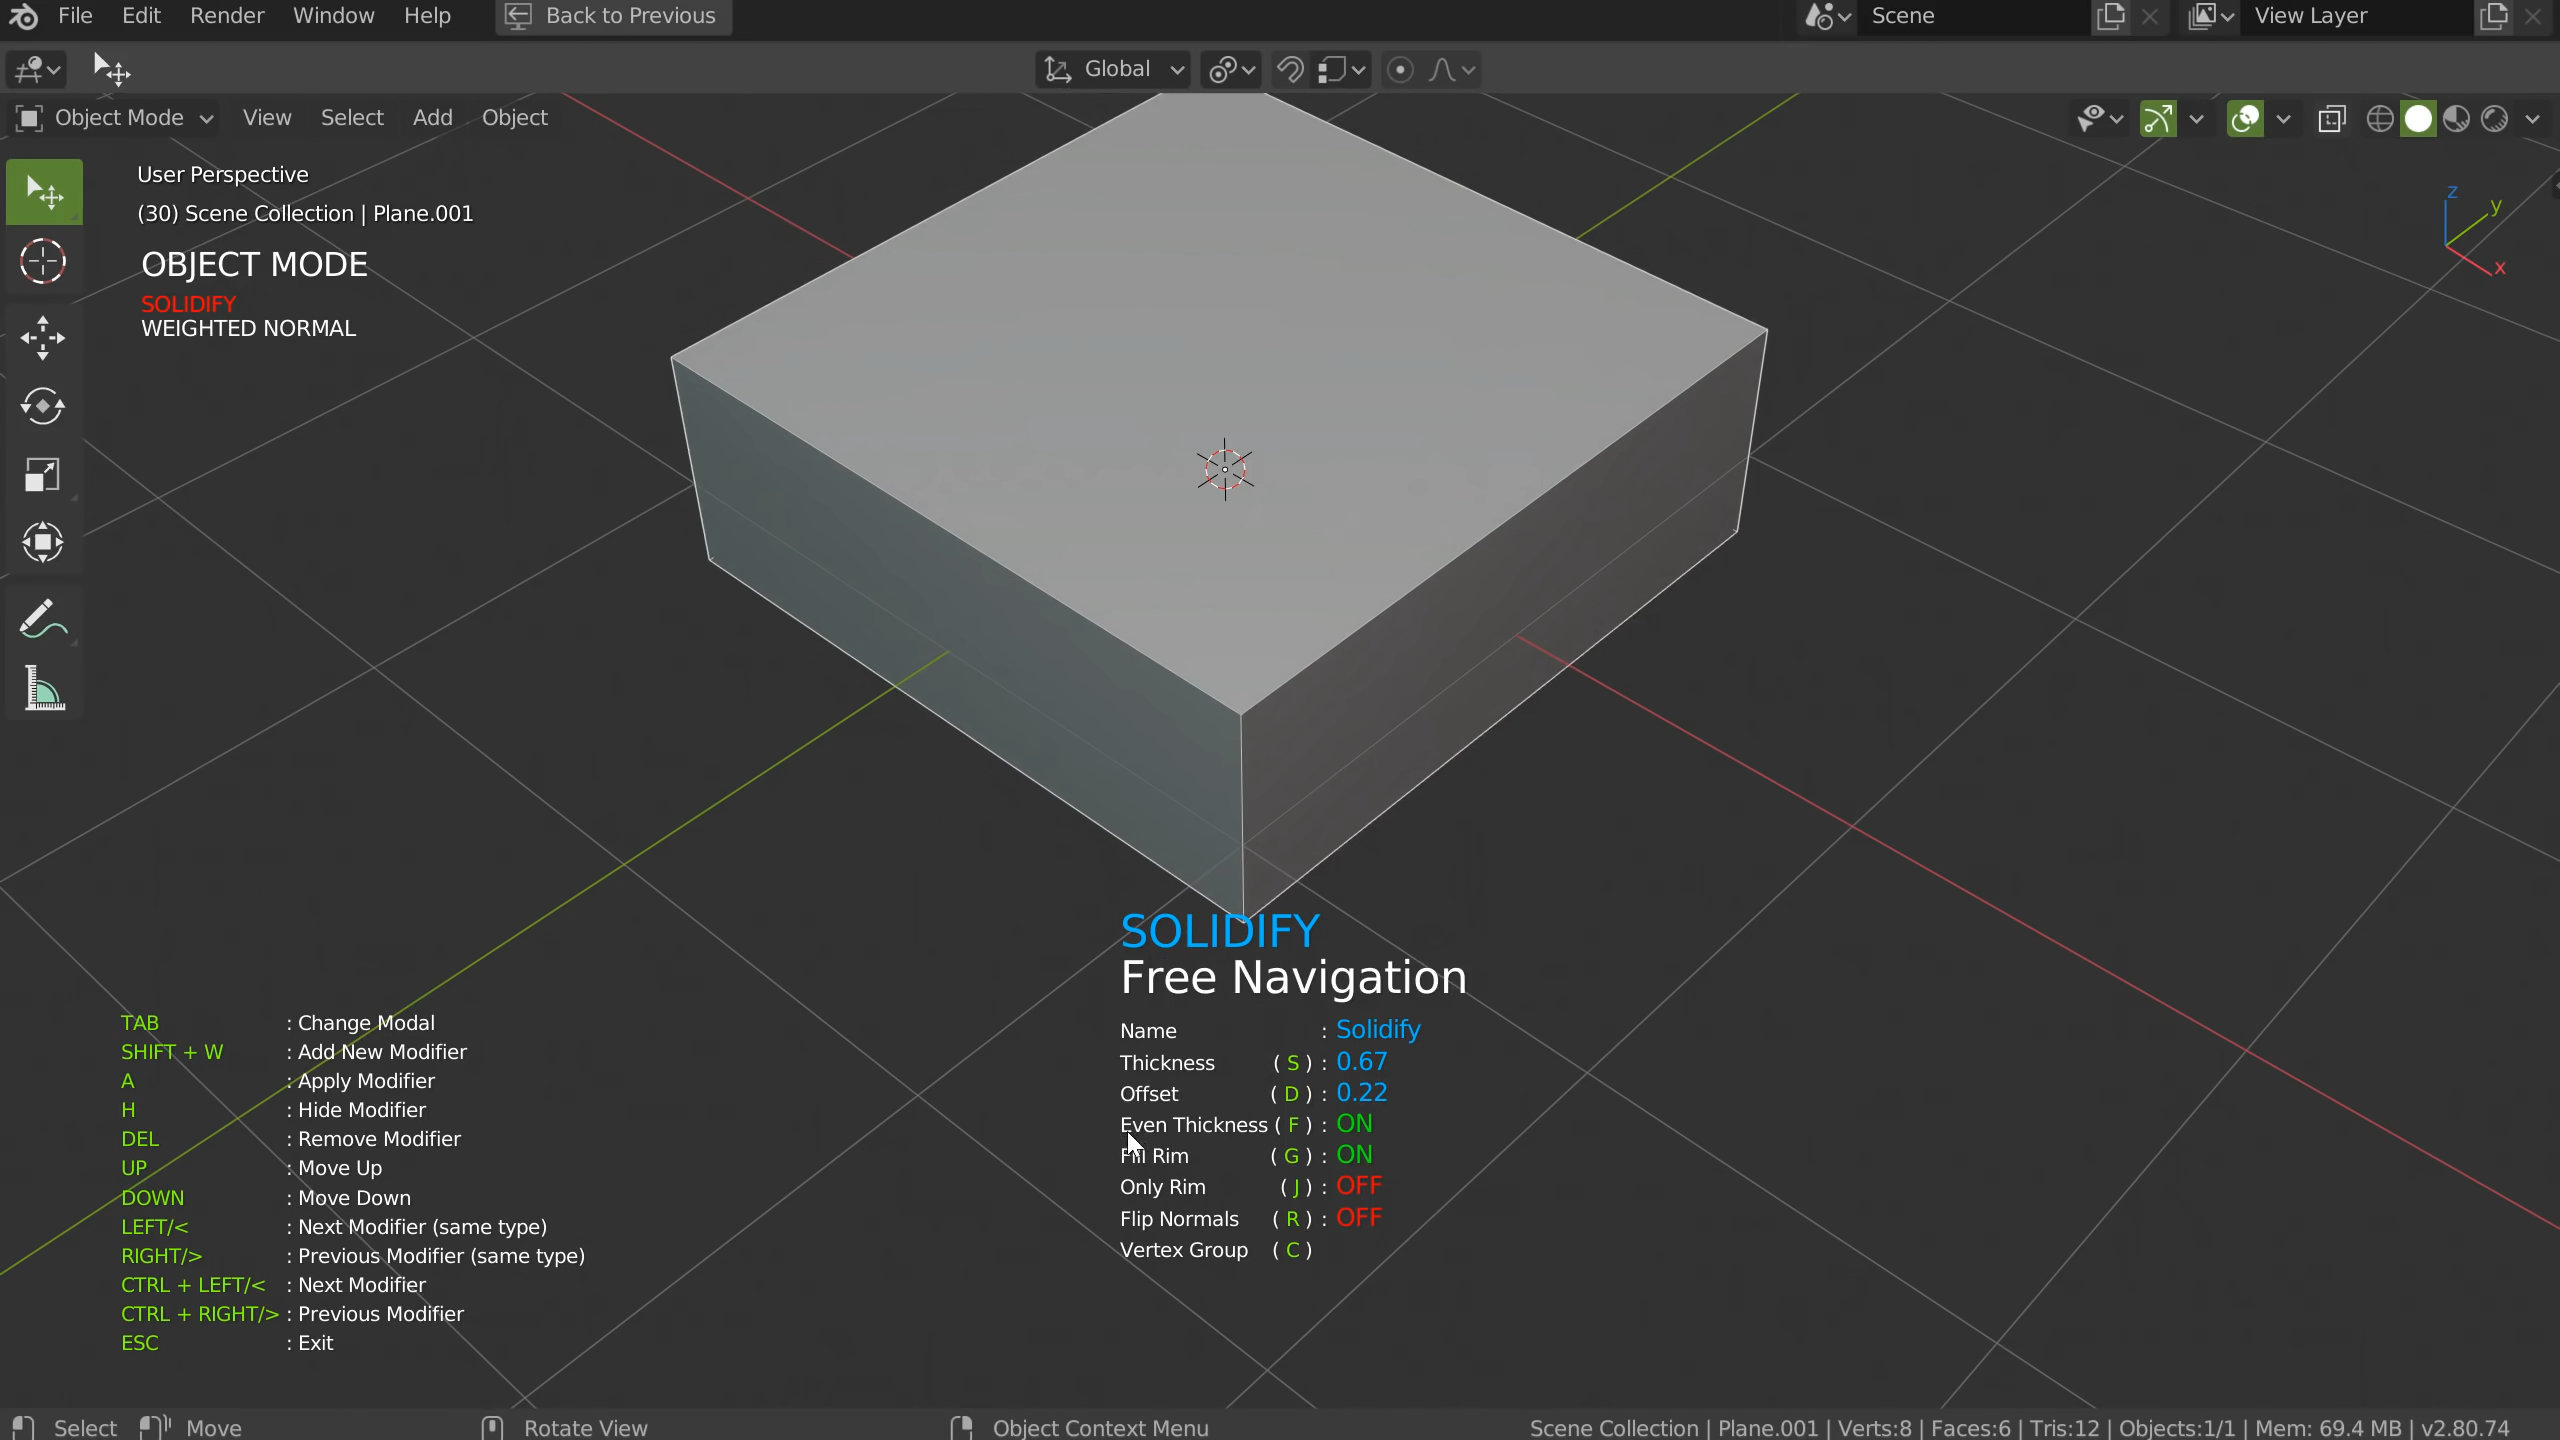 File Edit Render Window Help Back to Previous Scene View Layer
Global
Object Mode View Select Add Object
User Perspective
(30) Scene Collection | Plane.001
OBJECT MODE
SOLIDIFY
WEIGHTED NORMAL
z
y
x
SOLIDIFY
Free Navigation
Name : Solidify
Thickness ( S ) : 0.67
Offset ( D ) : 0.22
Even Thickness ( F ) : ON
Fill Rim ( G ) : ON
Only Rim ( J ) : OFF
Flip Normals ( R ) : OFF
Vertex Group ( C )
TAB : Change Modal
SHIFT + W : Add New Modifier
A : Apply Modifier
H : Hide Modifier
DEL : Remove Modifier
UP : Move Up
DOWN : Move Down
LEFT/< : Next Modifier (same type)
RIGHT/> : Previous Modifier (same type)
CTRL + LEFT/< : Next Modifier
CTRL + RIGHT/> : Previous Modifier
ESC : Exit
Select Move Rotate View Object Context Menu Scene Collection | Plane.001 | Verts:8 | Faces:6 | Tris:12 | Objects:1/1 | Mem: 69.4 MB | v2.80.74